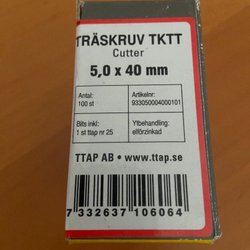 TRÄSKRUV TKTT
Cutter
5,0 x 40 mm
Antal:
100 st
Artikelnr:
933050004000101
Bits inkl:
1 st ttap nr 25
Ytbehandling:
elförzinkad
TTAP AB • www.ttap.se
7 332637 106064